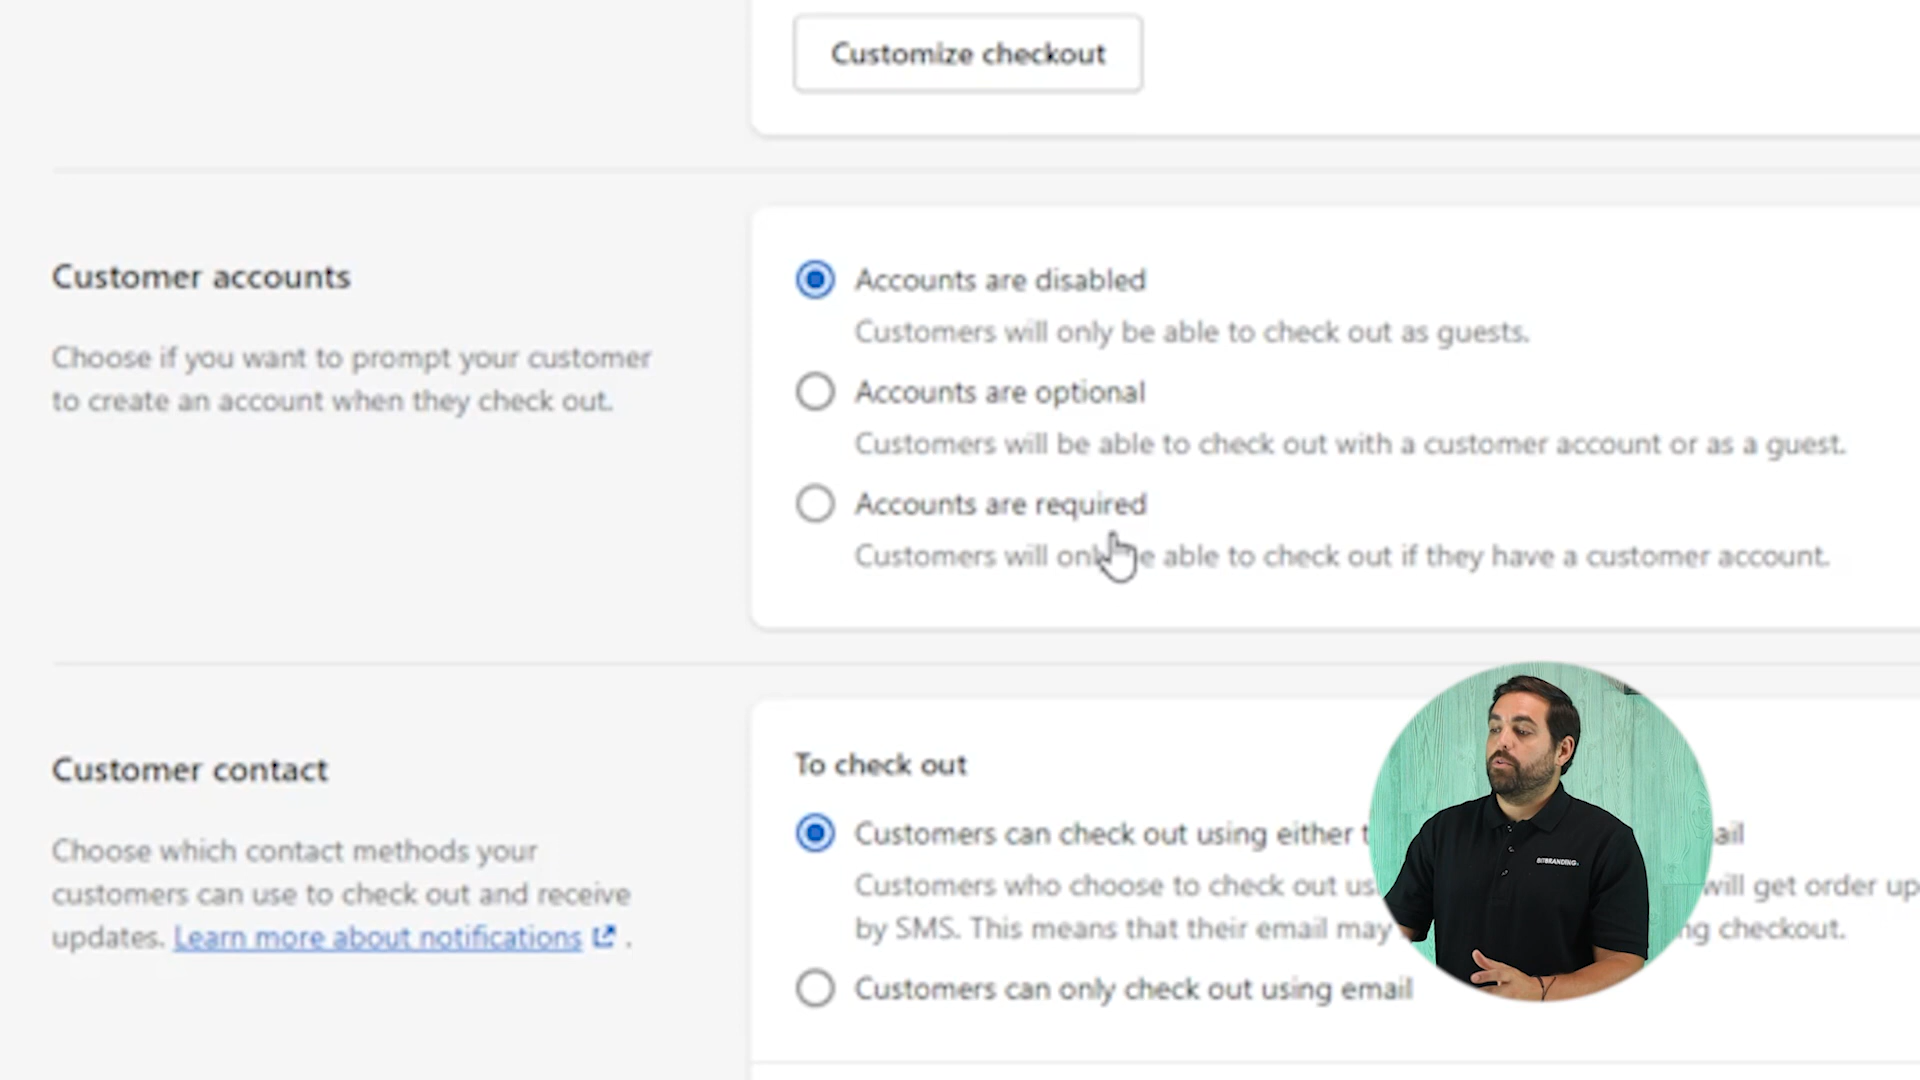 Customize checkout
Customer accounts
Choose if you want to prompt your customer
to create an account when they check out.
Accounts are disabled
Customers will only be able to check out as guests.
Accounts are optional
Customers will be able to check out with a customer account or as a guest.
Accounts are required
Customers will able to check out if they have a customer account.
Customer contact
Choose which contact methods your
customers can use to check out and receive
updates. Learn more about notifications .
To check out
Customers can check out using either
Customers who choose to check out will get order
by SMS. This means that their email may checkout.
Customers can only check out using email
BITBRANDING